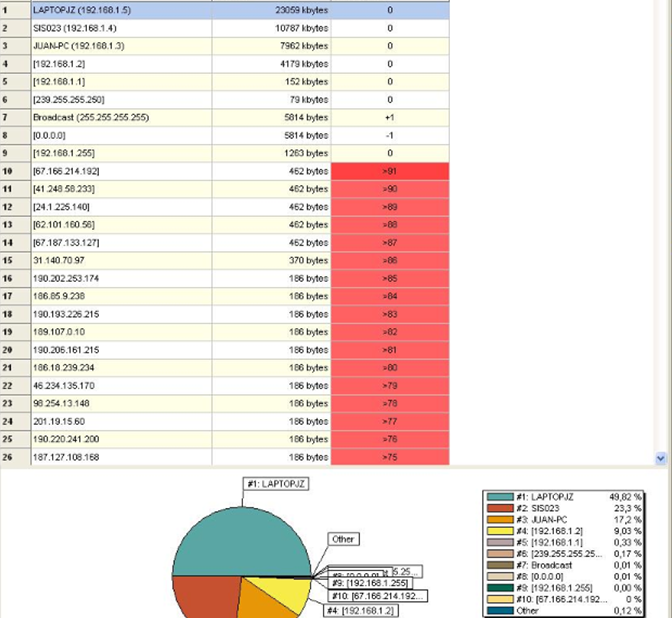 1 LAPTOPJZ (192.168.1.5) 23059 kbytes 0
2 SIS023 (192.168.1.4) 10787 kbytes 0
3 JUAN-PC (192.168.1.3) 7962 kbytes 0
4 [192.168.1.2] 4179 kbytes 0
5 [192.168.1.1] 152 kbytes 0
6 [239.255.255.250] 79 kbytes 0
7 Broadcast (255.255.255.255) 5814 bytes +1
8 [0.0.0.0] 5814 bytes -1
9 [192.168.1.255] 1263 bytes 0
10 [67.166.214.192] 462 bytes >91
11 [41.248.58.233] 462 bytes >90
12 [24.1.225.140] 462 bytes >89
13 [62.101.160.56] 462 bytes >88
14 [67.187.133.127] 462 bytes >87
15 31.140.70.97 370 bytes >86
16 190.202.253.174 186 bytes >85
17 186.85.9.238 186 bytes >84
18 190.193.226.215 186 bytes >83
19 189.107.0.10 186 bytes >82
20 190.206.161.215 186 bytes >81
21 186.18.239.234 186 bytes >80
22 46.234.135.170 186 bytes >79
23 98.254.13.148 186 bytes >78
24 201.19.15.60 186 bytes >77
25 190.220.241.200 186 bytes >76
26 187.127.108.168 186 bytes >75
#1: LAPTOPJZ
Other
#9: [192.168.1.255]
#10: [67.166.214.192...
#4: [192.168.1.2]
#1: LAPTOPJZ 49,82 %
#2: SIS023 23,3 %
#3: JUAN-PC 17,2 %
#4: [192.168.1.2] 9,03 %
#5: [192.168.1.1] 0,33 %
#6: [239.255.255.25... 0,17 %
#7: Broadcast 0,01 %
#8: [0.0.0.0] 0,01 %
#9: [192.168.1.255] 0,00 %
#10: [67.166.214.192... 0 %
Other 0,12 %